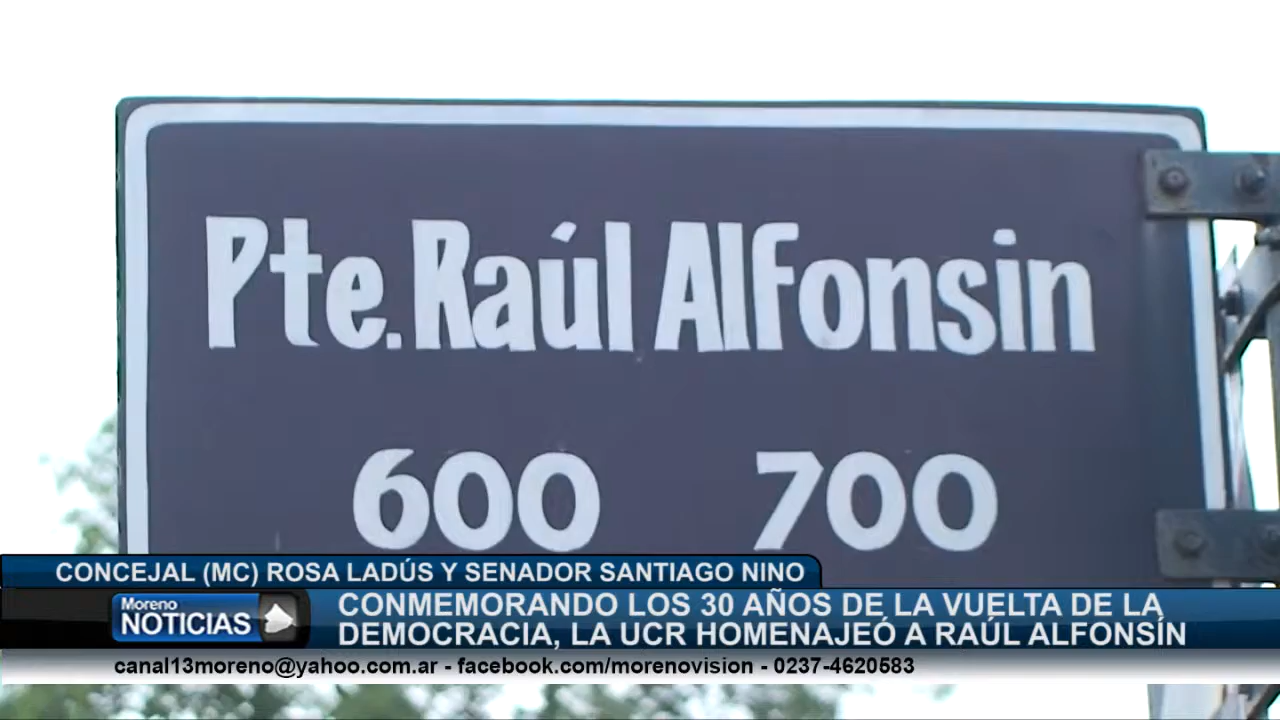 Pte. Raúl Alfonsin
600 700
CONCEJAL (MC) ROSA LADÚS Y SENADOR SANTIAGO NINO
Moreno
NOTICIAS
CONMEMORANDO LOS 30 AÑOS DE LA VUELTA DE LA
DEMOCRACIA, LA UCR HOMENAJEÓ A RAÚL ALFONSÍN
canal13moreno@yahoo.com.ar - facebook.com/morenovision - 0237-4620583